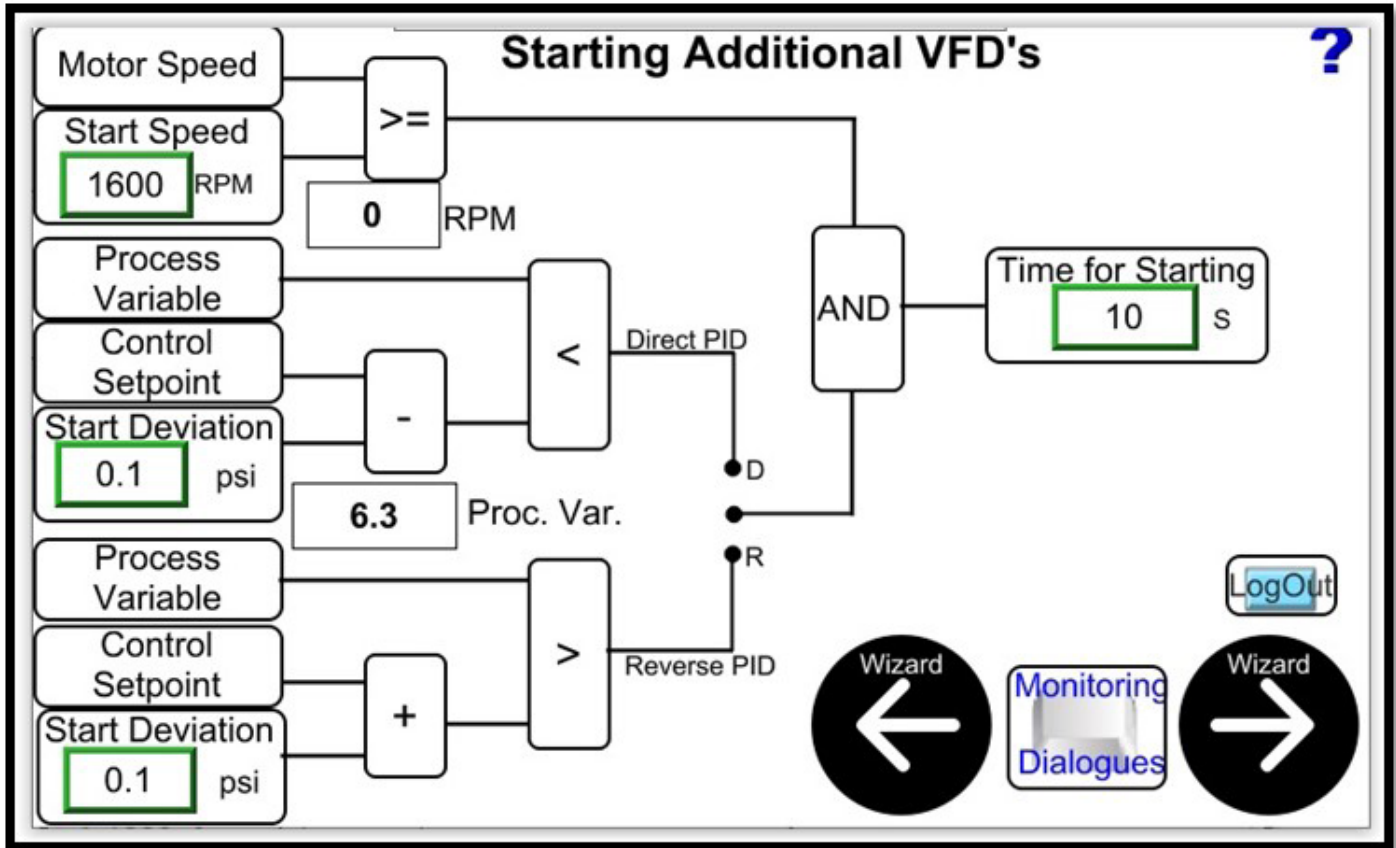 Starting Additional VFD's
?
Motor Speed
>=
Start Speed
1600 RPM
0 RPM
Process
Variable
Control
Setpoint
<
Direct PID
-
Start Deviation
0.1 psi
6.3 Proc. Var.
AND
Time for Starting
10 s
D
R
Process
Variable
Control
Setpoint
>
Reverse PID
+
Start Deviation
0.1 psi
LogOut
Wizard
Monitoring
Dialogues
Wizard